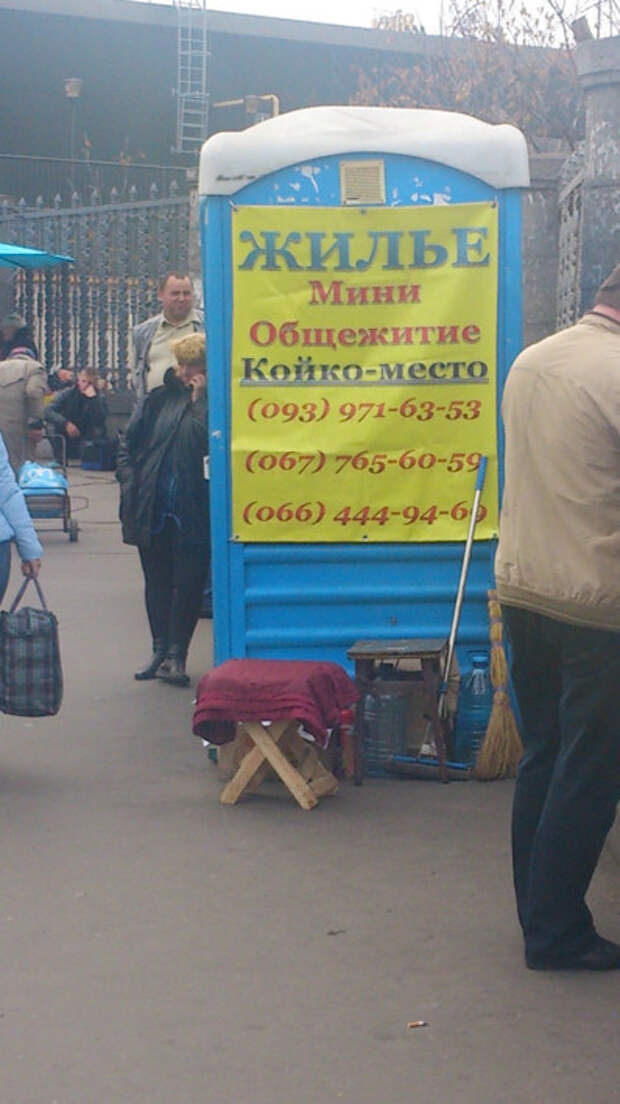 ЖИЛЬЕ
Мини
Общежитие
Койко-место
(093) 971-63-53
(067) 765-60-59
(066) 444-94-69